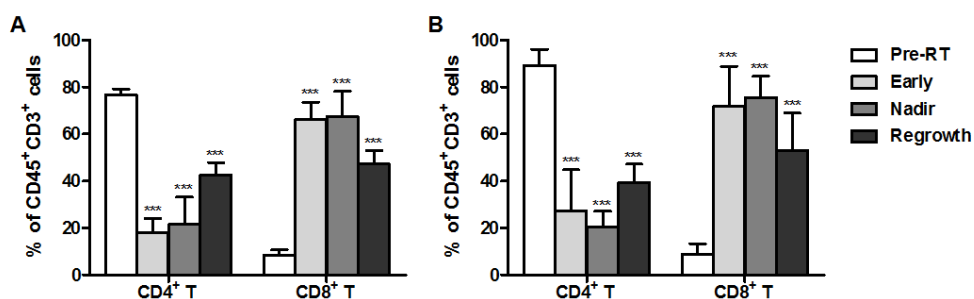 A
% of CD45⁺CD3⁺ cells
100
80
60
40
20
0
*** *** *** *** *** ***
CD4⁺ T CD8⁺ T
B
% of CD45⁺CD3⁺ cells
100
80
60
40
20
0
*** *** *** *** *** ***
CD4⁺ T CD8⁺ T
Pre-RT
Early
Nadir
Regrowth